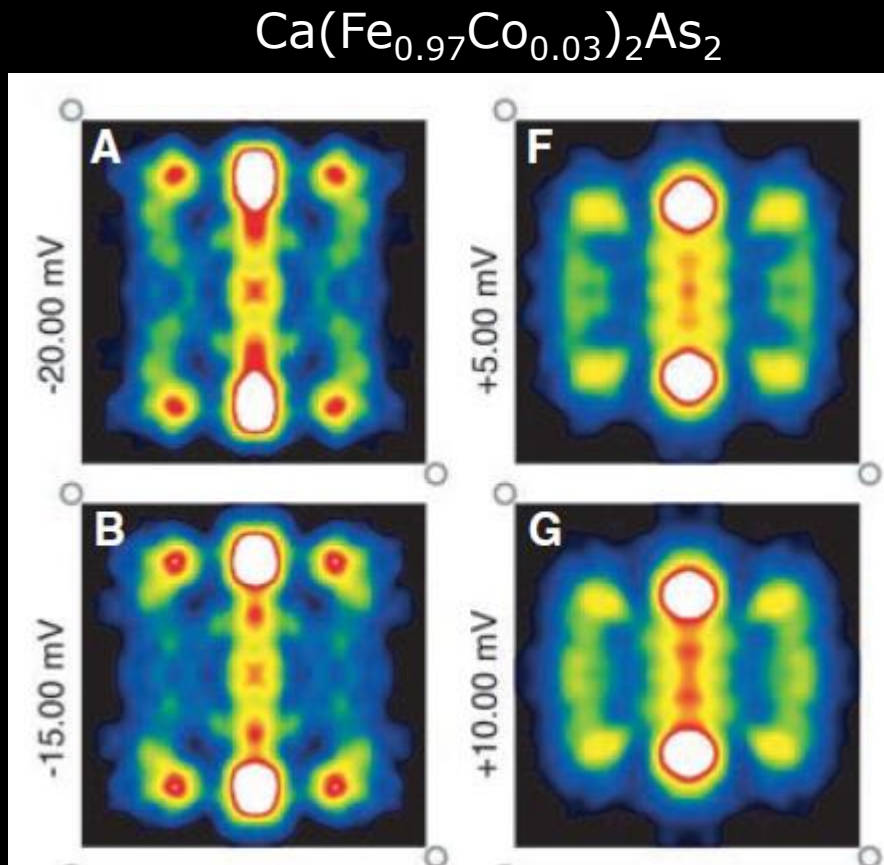 Ca(Fe₀.₉₇Co₀.₀₃)₂As₂
A
-20.00 mV
F
+5.00 mV
B
-15.00 mV
G
+10.00 mV